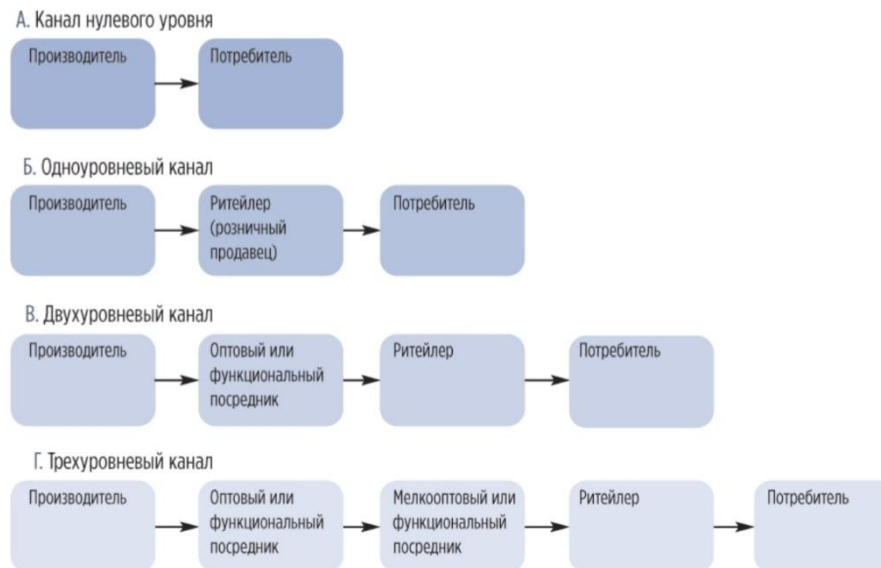 А. Канал нулевого уровня
Производитель
Потребитель
Б. Одноуровневый канал
Производитель
Ритейлер
(розничный
продавец)
Потребитель
В. Двухуровневый канал
Производитель
Оптовый или
функциональный
посредник
Ритейлер
Потребитель
Г. Трехуровневый канал
Производитель
Оптовый или
функциональный
посредник
Мелкооптовый или
функциональный
посредник
Ритейлер
Потребитель